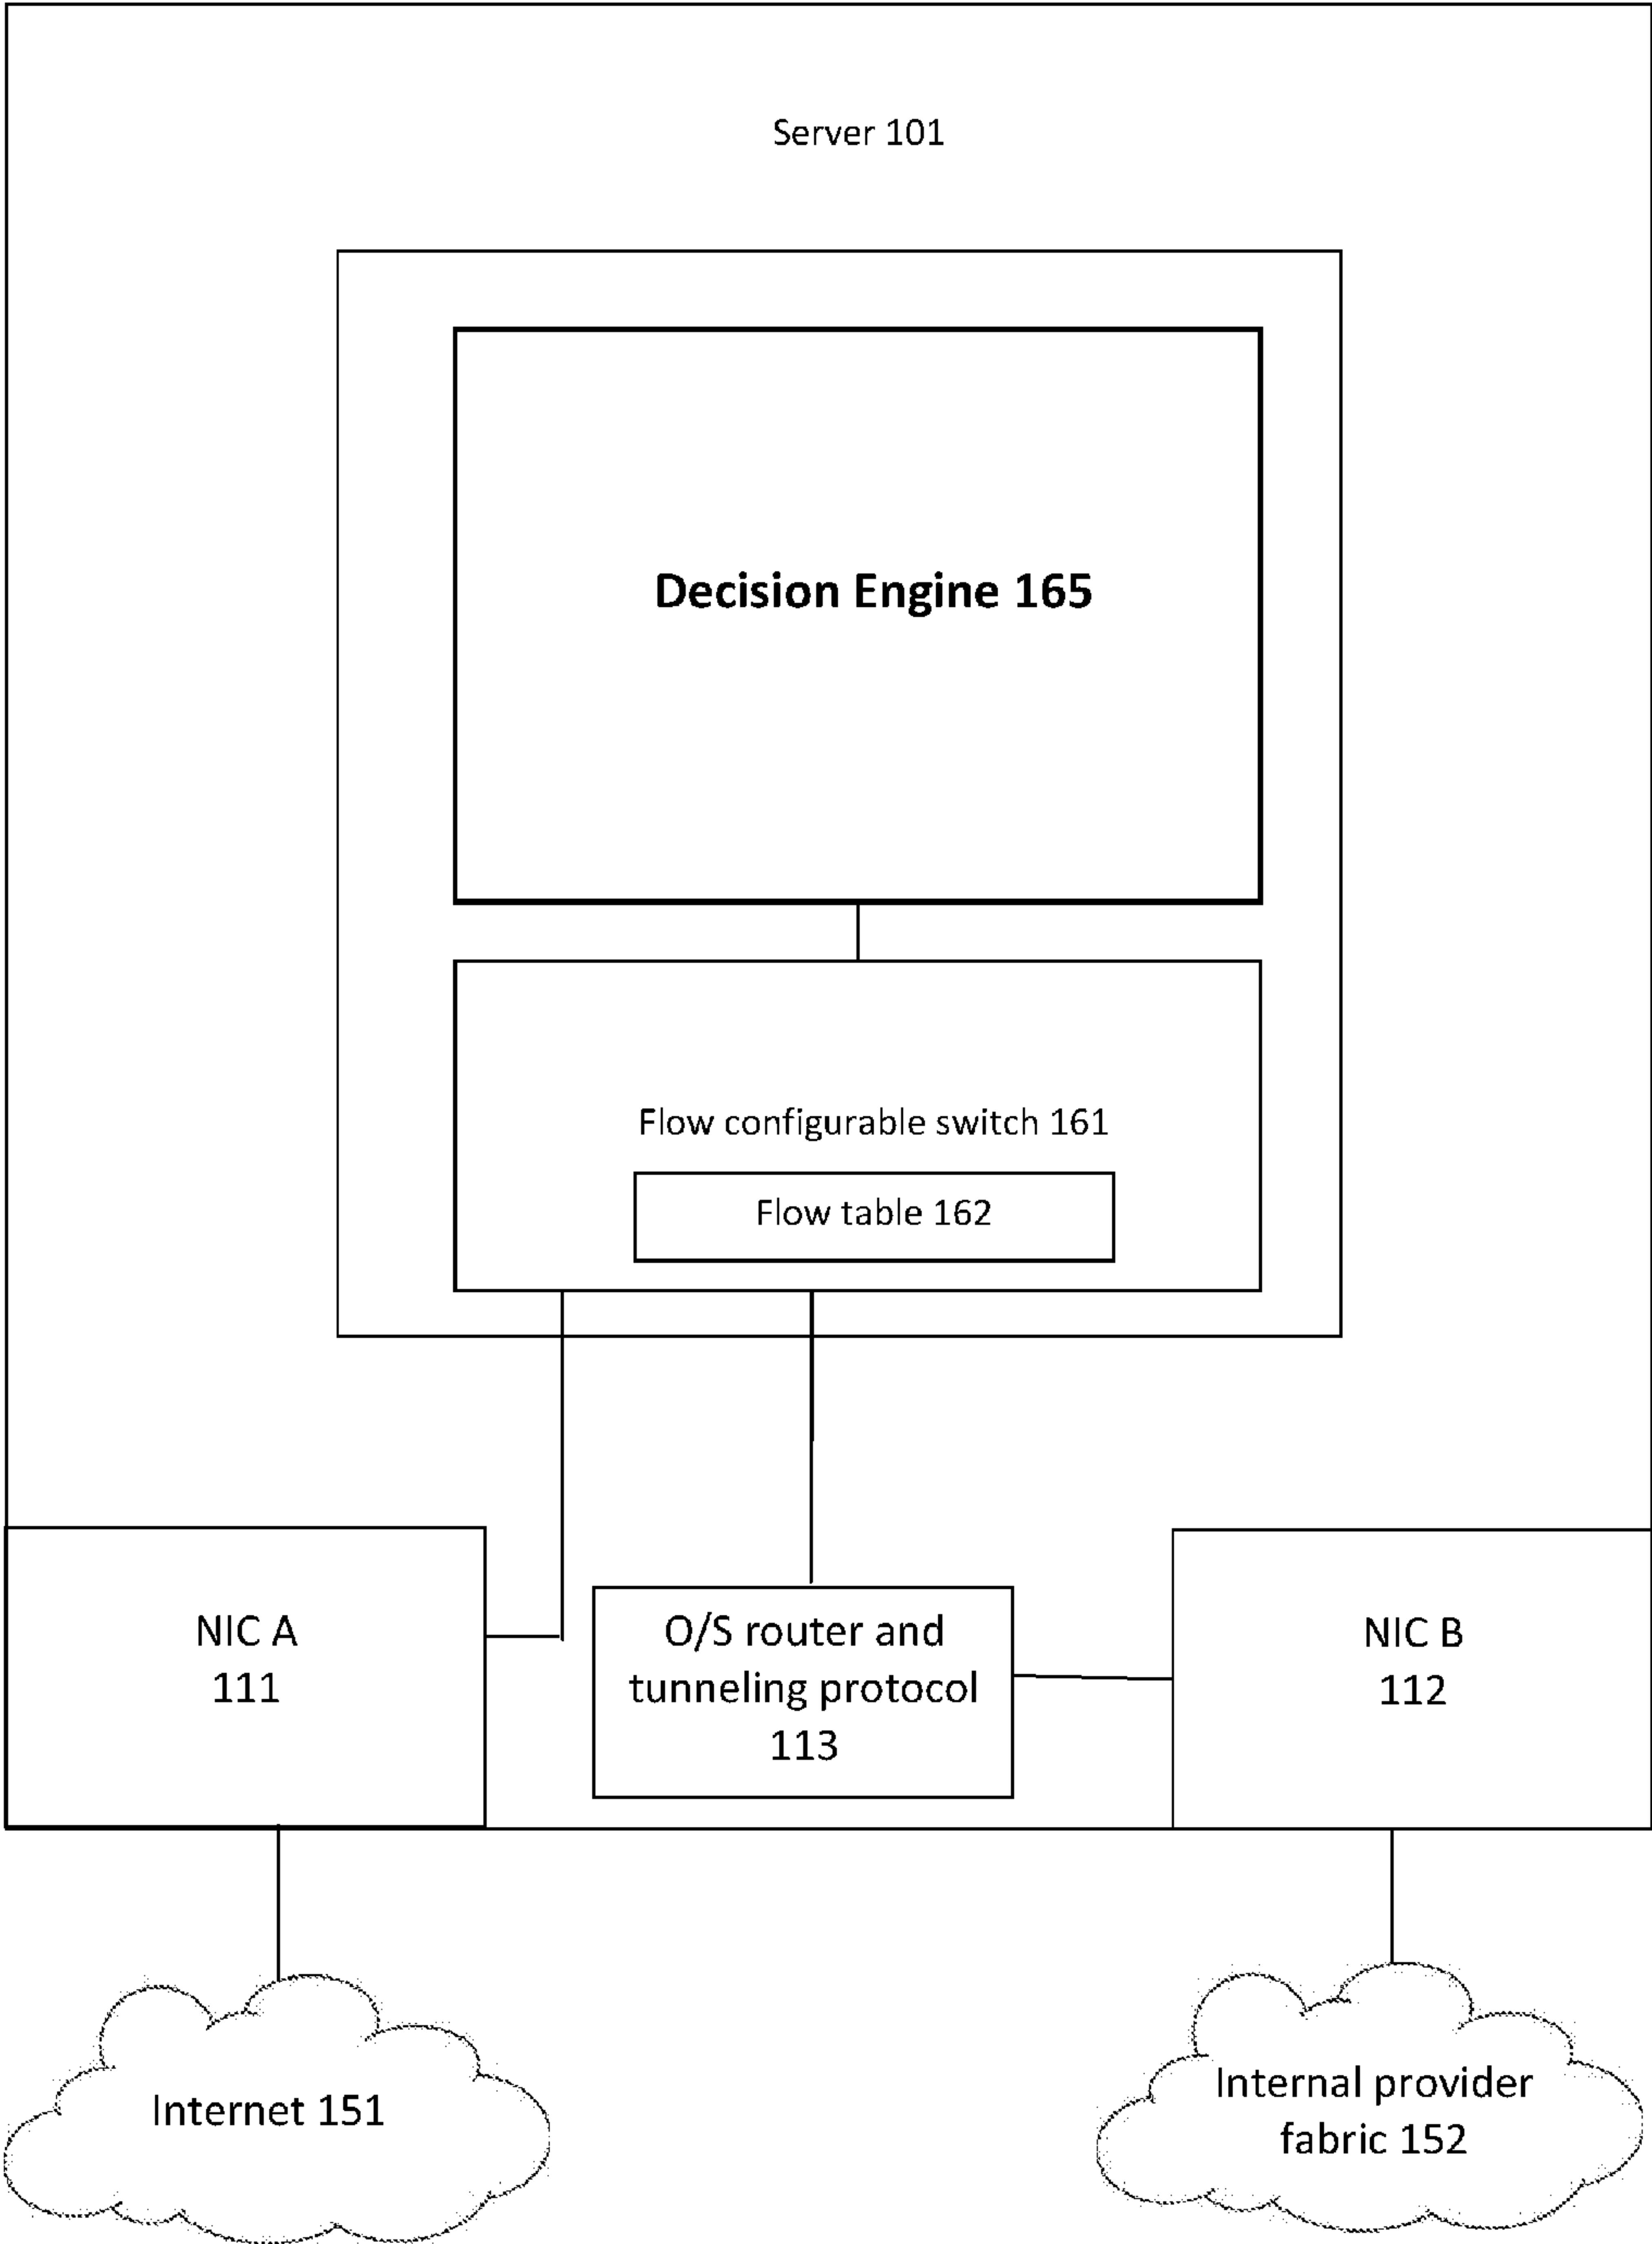 Server 101
Decision Engine 165
Flow configurable switch 161
Flow table 162
NIC A
111
O/S router and
tunneling protocol
113
NIC B
112
Internet 151
Internal provider
fabric 152